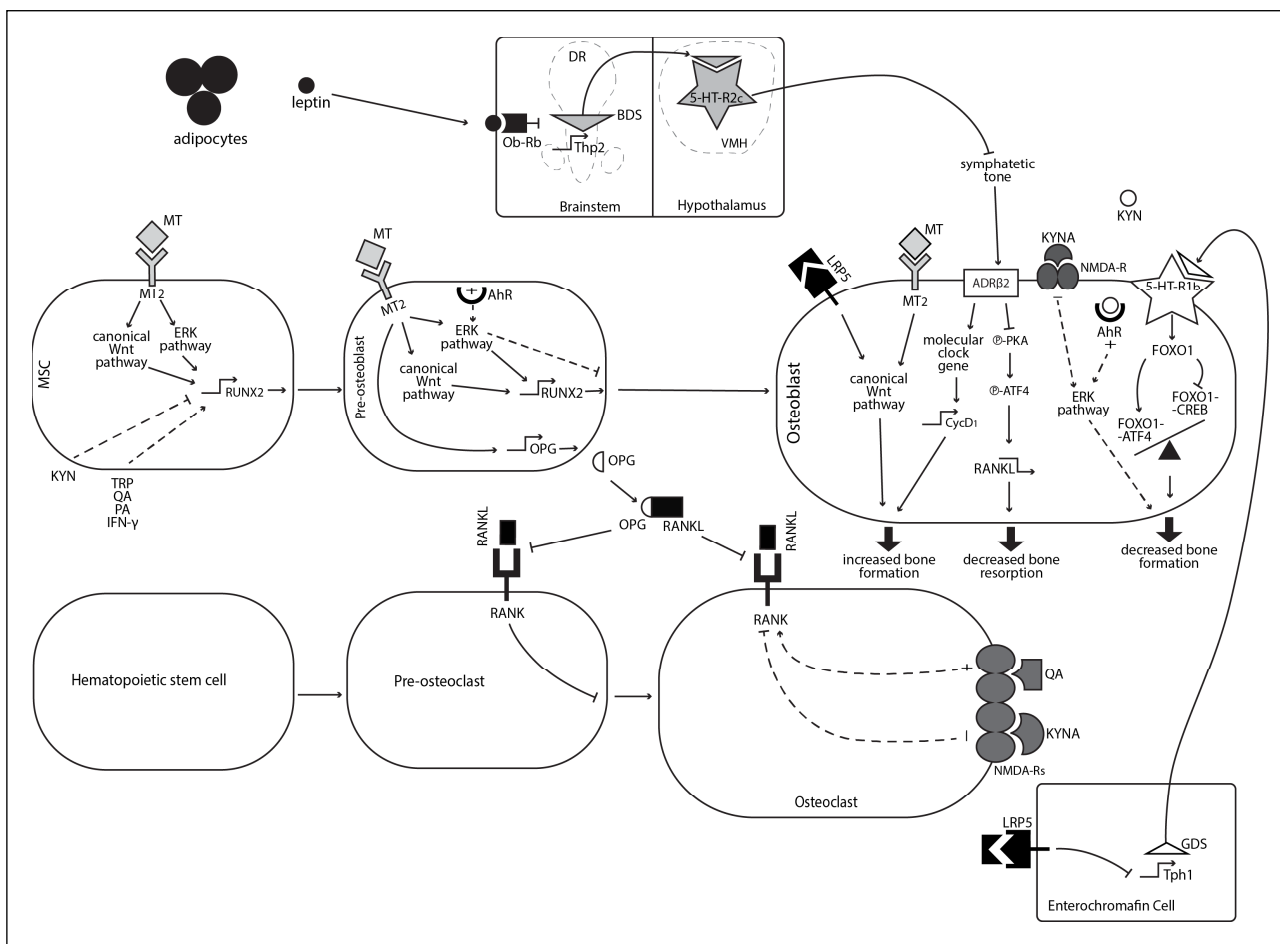 adipocytes
leptin
DR
BDS
Ob-Rb
Thp2
Brainstem
5-HT-R2c
VMH
Hypothalamus
symphatetic
tone
KYN
MT
MT2
canonical
Wnt
pathway
ERK
pathway
RUNX2
MSC
KYN
TRP
QA
PA
IFN-γ
MT
MT2
AhR
+
ERK
pathway
canonical
Wnt
pathway
RUNX2
OPG
Pre-osteoblast
OPG
OPG
RANKL
LRP5
MT
MT2
ADRβ2
KYNA
NMDA-R
5-HT-R1b
AhR
+
Osteoblast
canonical
Wnt
pathway
molecular
clock
gene
CycD1
℗-PKA
℗-ATF4
RANKL
ERK
pathway
FOXO1
FOXO1-
-ATF4
FOXO1-
-CREB
increased bone
formation
decreased bone
resorption
decreased bone
formation
Hematopoietic stem cell
RANKL
RANK
Pre-osteoclast
RANKL
RANK
+
QA
KYNA
NMDA-Rs
Osteoclast
LRP5
GDS
Tph1
Enterochromafin Cell